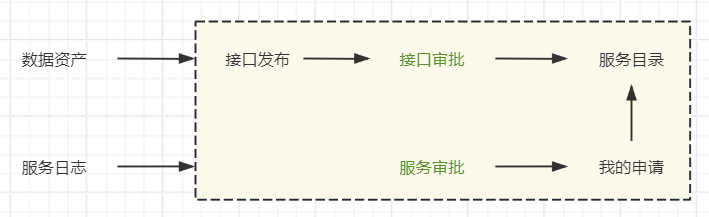 数据资产
接口发布
接口审批
服务目录
服务日志
服务审批
我的申请